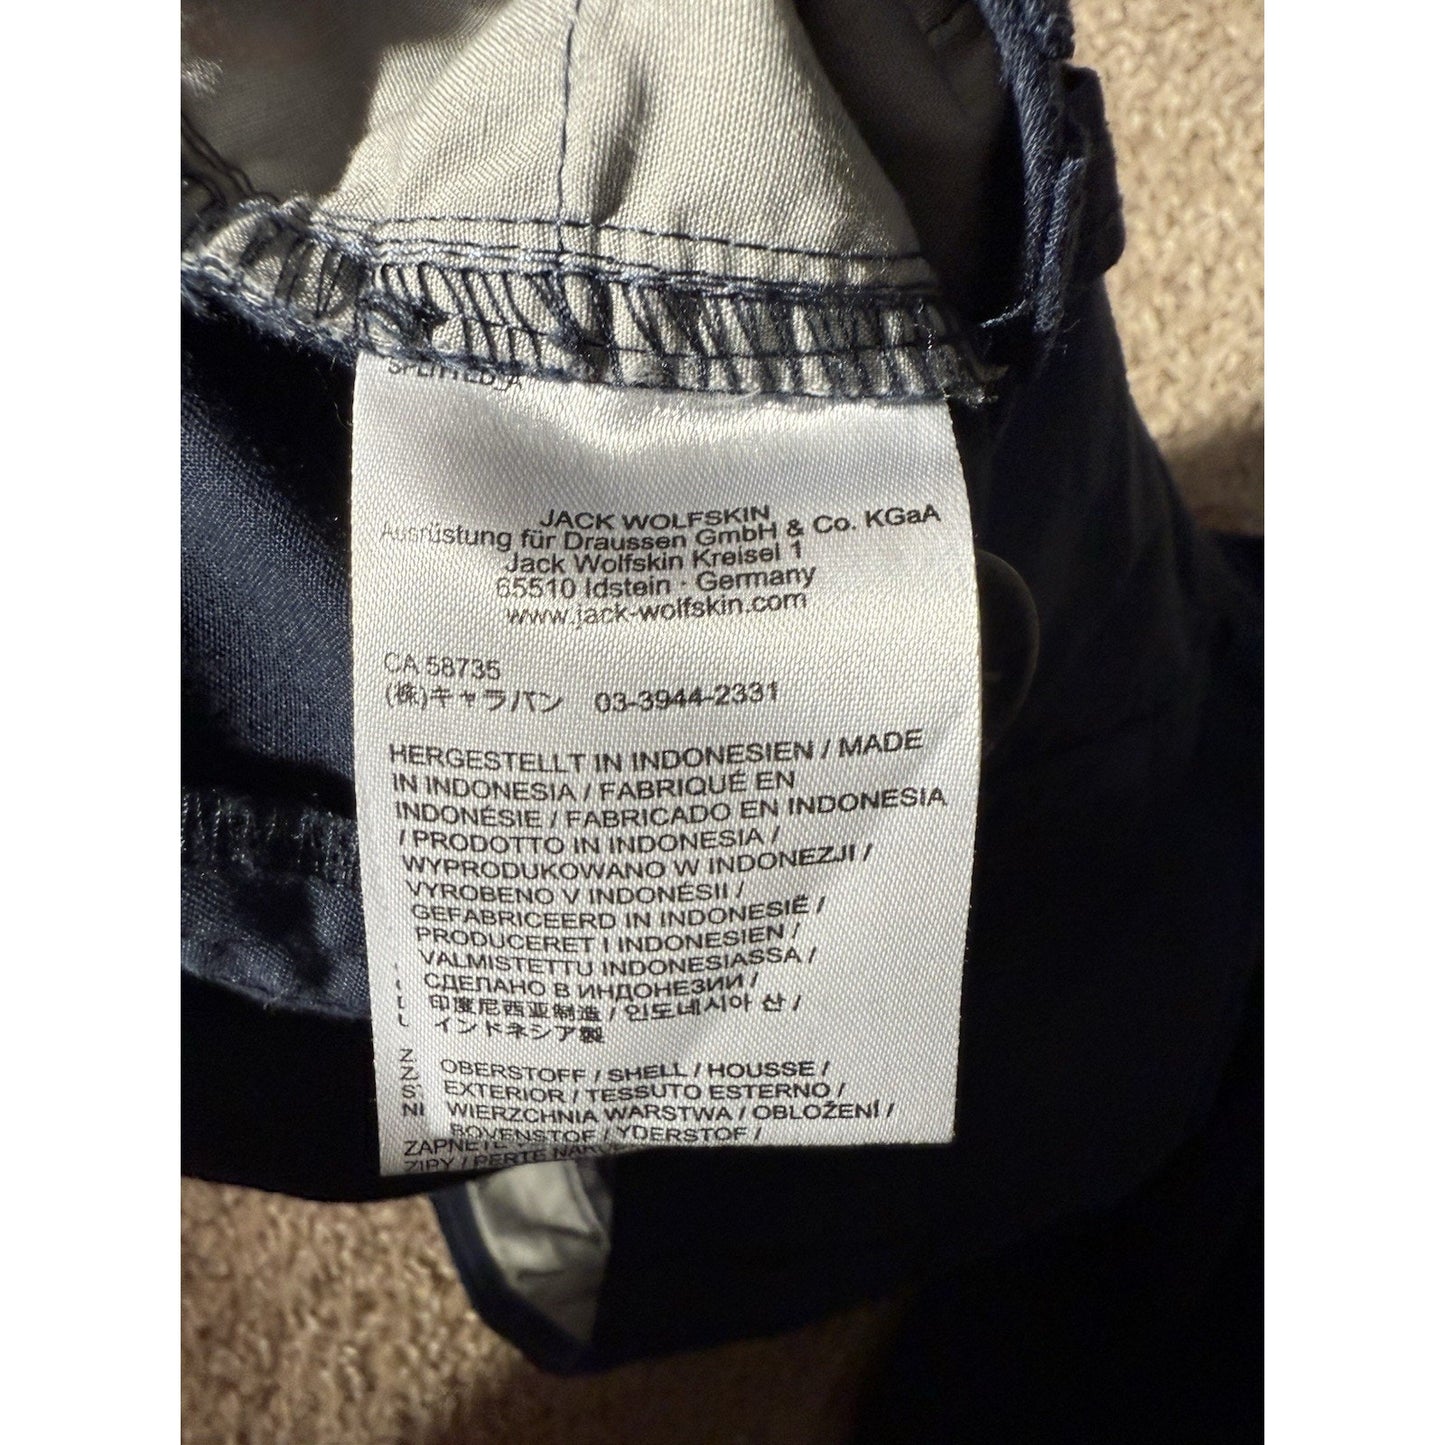 JACK WOLFSKIN
Ausrüstung für Draussen GmbH & Co. KGaA
Jack Wolfskin Kreisel 1
65510 Idstein · Germany
www.jack-wolfskin.com
CA 58735
(株)キャラバン 03-3944-2331
HERGESTELLT IN INDONESIEN / MADE
IN INDONESIA / FABRIQUÉ EN
INDONÉSIE / FABRICADO EN INDONESIA
/ PRODOTTO IN INDONESIA /
WYPRODUKOWANO W INDONEZJI /
VYROBENO V INDONÉSII /
GEFABRICEERD IN INDONESIË /
PRODUCERET I INDONESIEN /
VALMISTETTU INDONESIASSA /
СДЕЛАНО В ИНДОНЕЗИИ /
印度尼西亚制造 / 인도네시아 산 /
インドネシア製
OBERSTOFF / SHELL / HOUSSE /
EXTERIOR / TESSUTO ESTERNO /
WIERZCHNIA WARSTWA / OBLOŽENÍ /
BOVENSTOF / YDERSTOF /
ZIPY / PERTE